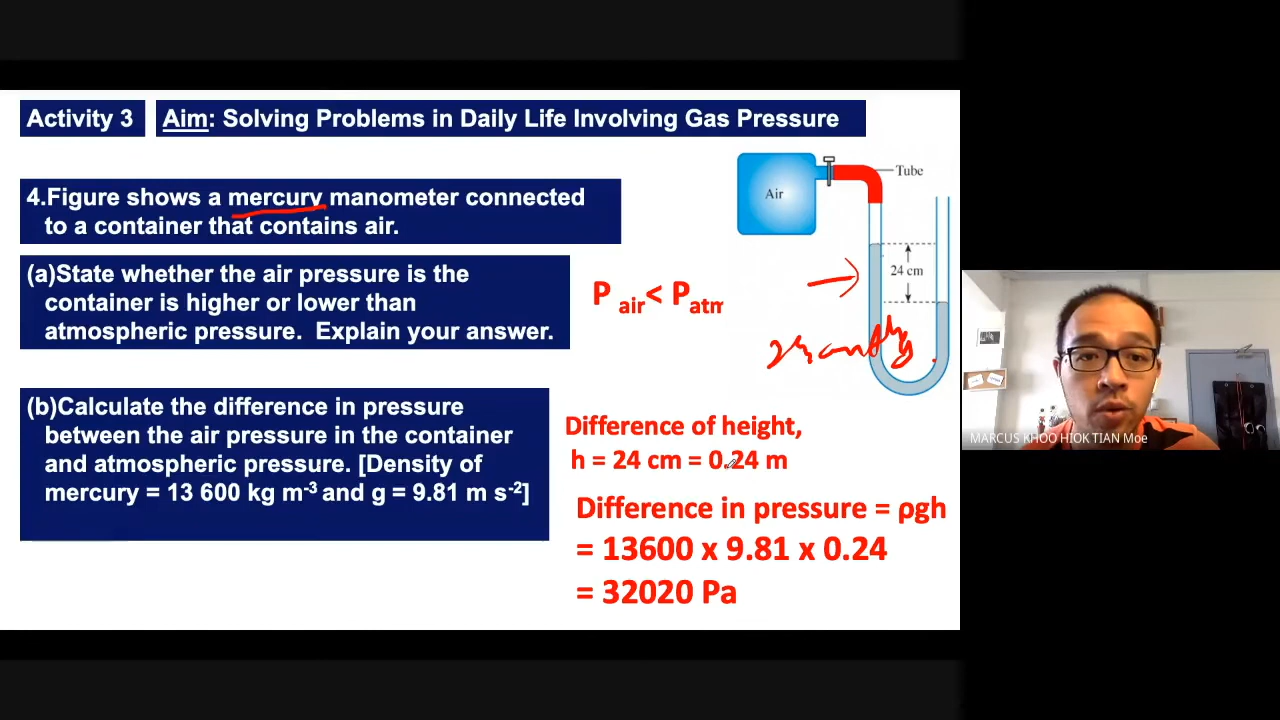 Activity 3
Aim: Solving Problems in Daily Life Involving Gas Pressure
4.Figure shows a mercury manometer connected
to a container that contains air.
(a)State whether the air pressure is the
container is higher or lower than
atmospheric pressure. Explain your answer.
(b)Calculate the difference in pressure
between the air pressure in the container
and atmospheric pressure. [Density of
mercury = 13 600 kg m-3 and g = 9.81 m s-2]
Air
Tube
24 cm
P air< Patm
Difference of height,
h = 24 cm = 0.24 m
Difference in pressure = ρgh
= 13600 x 9.81 x 0.24
= 32020 Pa
MARCUS KHOO HIOK TIAN Moe